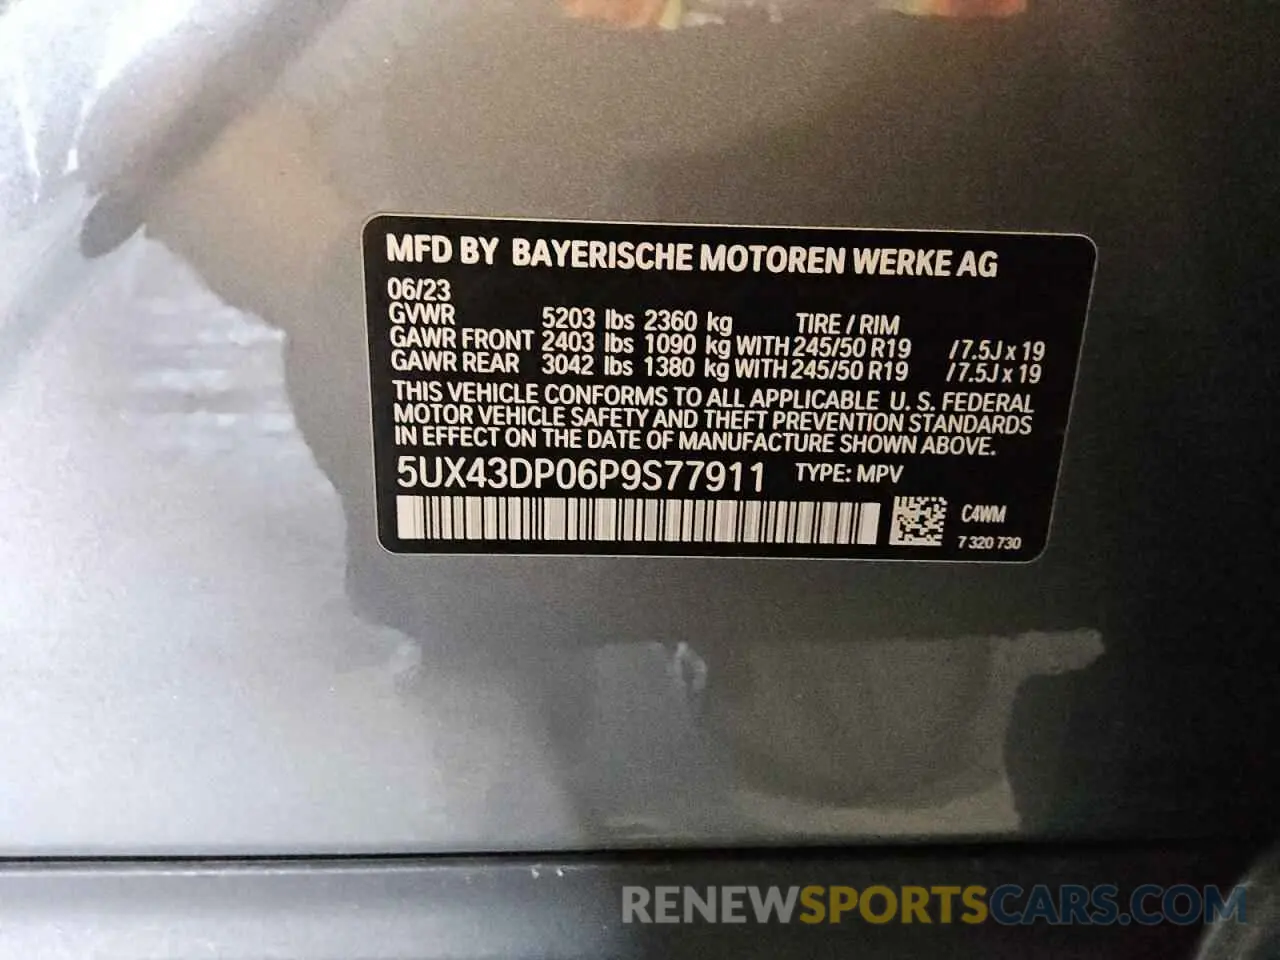 MFD BY BAYERISCHE MOTOREN WERKE AG
06/23
GVWR 5203 lbs 2360 kg TIRE / RIM
GAWR FRONT 2403 lbs 1090 kg WITH 245/50 R19 / 7.5J x 19
GAWR REAR 3042 lbs 1380 kg WITH 245/50 R19 / 7.5J x 19
THIS VEHICLE CONFORMS TO ALL APPLICABLE U. S. FEDERAL
MOTOR VEHICLE SAFETY AND THEFT PREVENTION STANDARDS
IN EFFECT ON THE DATE OF MANUFACTURE SHOWN ABOVE.
5UX43DP06P9S77911 TYPE: MPV
C4WM
7 320 730
RENEWSPORTSCARS.COM